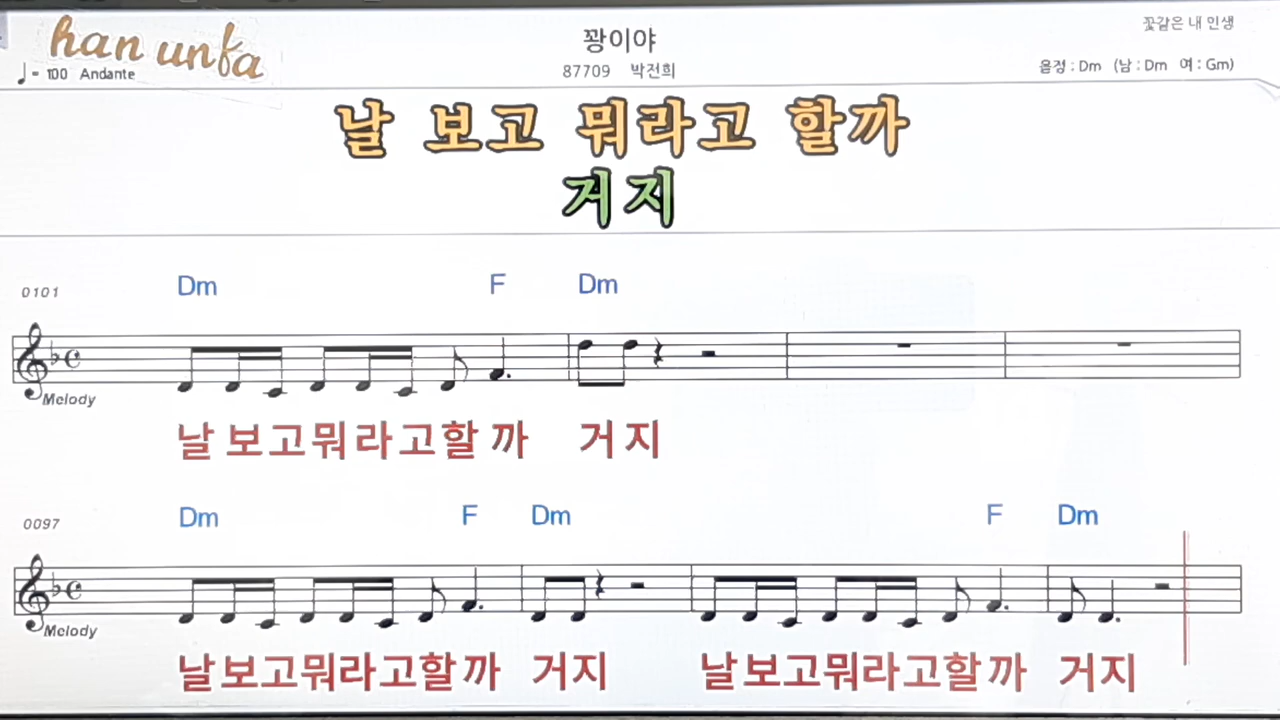 han unfa
꽝이야
꽃같은 내 인생
♩= 100 Andante
87709 박전희
음정 : Dm (남 : Dm 여 : Gm)
날 보고 뭐라고 할까
거지
0101
Dm F Dm
Melody
날 보고뭐라고할 까 거 지
0097
Dm F Dm F Dm
Melody
날보고뭐라고할까 거지 날보고뭐라고할까 거지